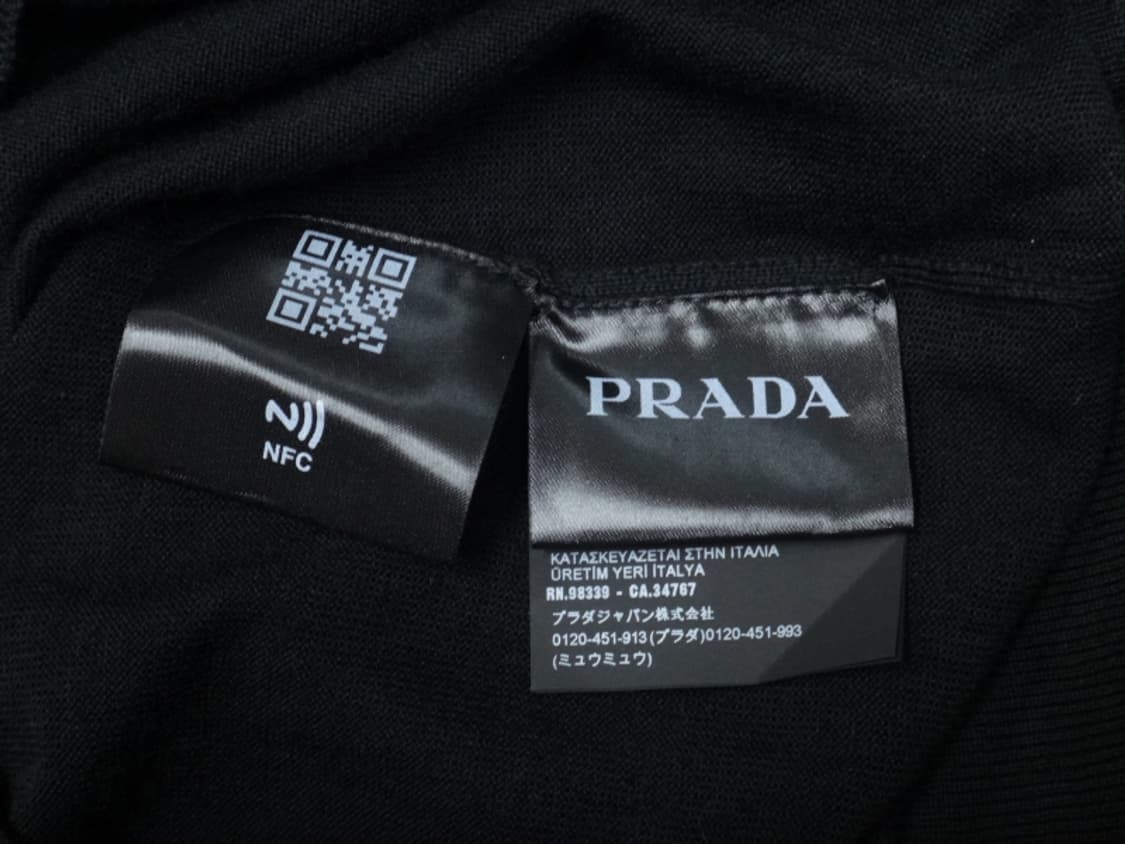 NFC
PRADA
ΚΑΤΑΣΚΕΥΑΖΕΤΑΙ ΣΤΗΝ ΙΤΑΛΙΑ
ÜRETİM YERİ İTALYA
RN.98339 - CA.34767
プラダジャパン株式会社
0120-451-913(プラダ)0120-451-993
(ミュウミュウ)